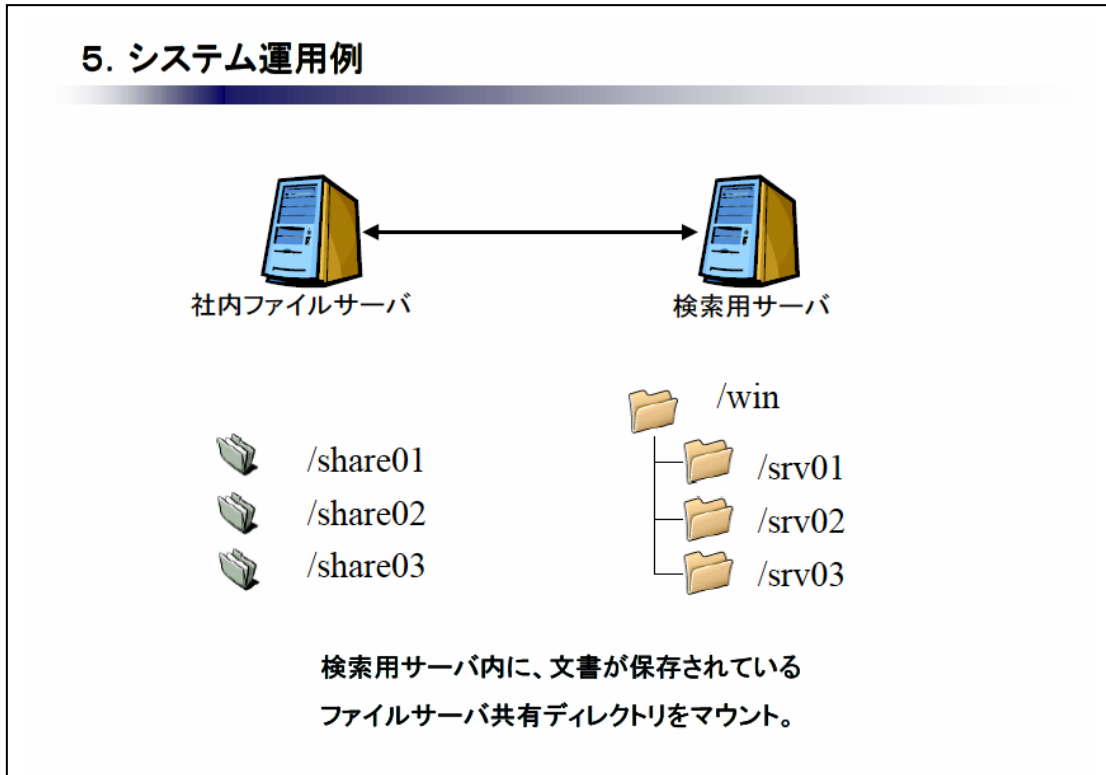 5. システム運用例
社内ファイルサーバ
検索用サーバ
/share01
/share02
/share03
/win
/srv01
/srv02
/srv03
検索用サーバ内に、文書が保存されている
ファイルサーバ共有ディレクトリをマウント。